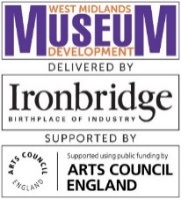 WEST MIDLANDS
MUSEUM
DEVELOPMENT
DELIVERED BY
Ironbridge
BIRTHPLACE OF INDUSTRY
SUPPORTED BY
ARTS COUNCIL
ENGLAND
Supported using public funding by
ARTS COUNCIL
ENGLAND